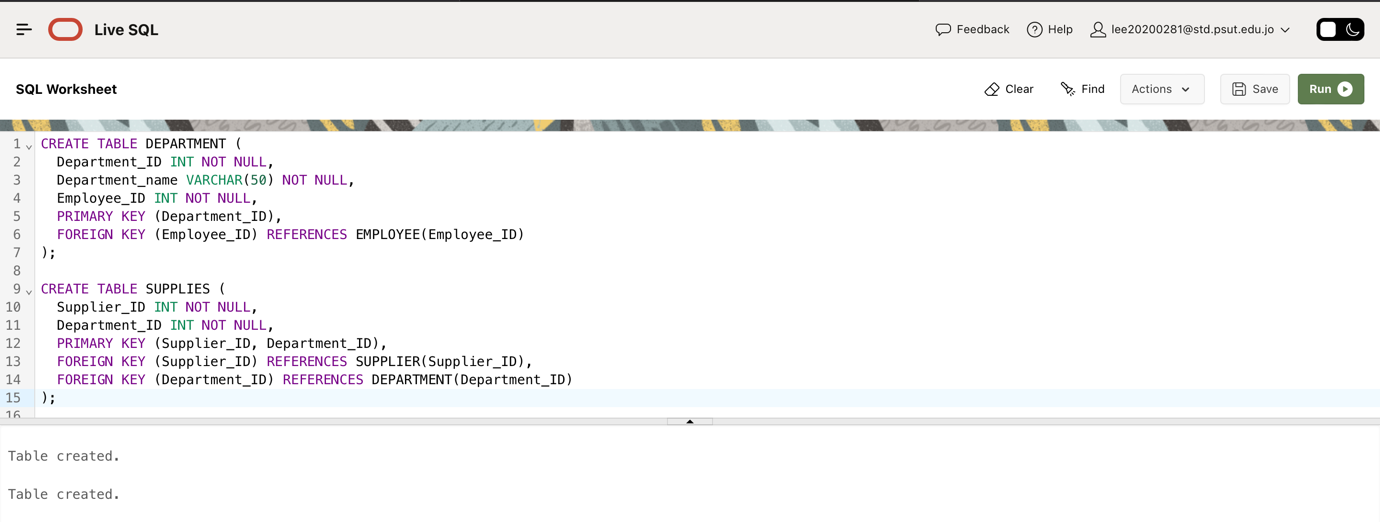 Live SQL
Feedback
Help
lee20200281@std.psut.edu.jo
SQL Worksheet
Clear
Find
Actions
Save
Run
1 CREATE TABLE DEPARTMENT (
2 Department_ID INT NOT NULL,
3 Department_name VARCHAR(50) NOT NULL,
4 Employee_ID INT NOT NULL,
5 PRIMARY KEY (Department_ID),
6 FOREIGN KEY (Employee_ID) REFERENCES EMPLOYEE(Employee_ID)
7 );
8
9 CREATE TABLE SUPPLIES (
10 Supplier_ID INT NOT NULL,
11 Department_ID INT NOT NULL,
12 PRIMARY KEY (Supplier_ID, Department_ID),
13 FOREIGN KEY (Supplier_ID) REFERENCES SUPPLIER(Supplier_ID),
14 FOREIGN KEY (Department_ID) REFERENCES DEPARTMENT(Department_ID)
15 );
16
Table created.
Table created.